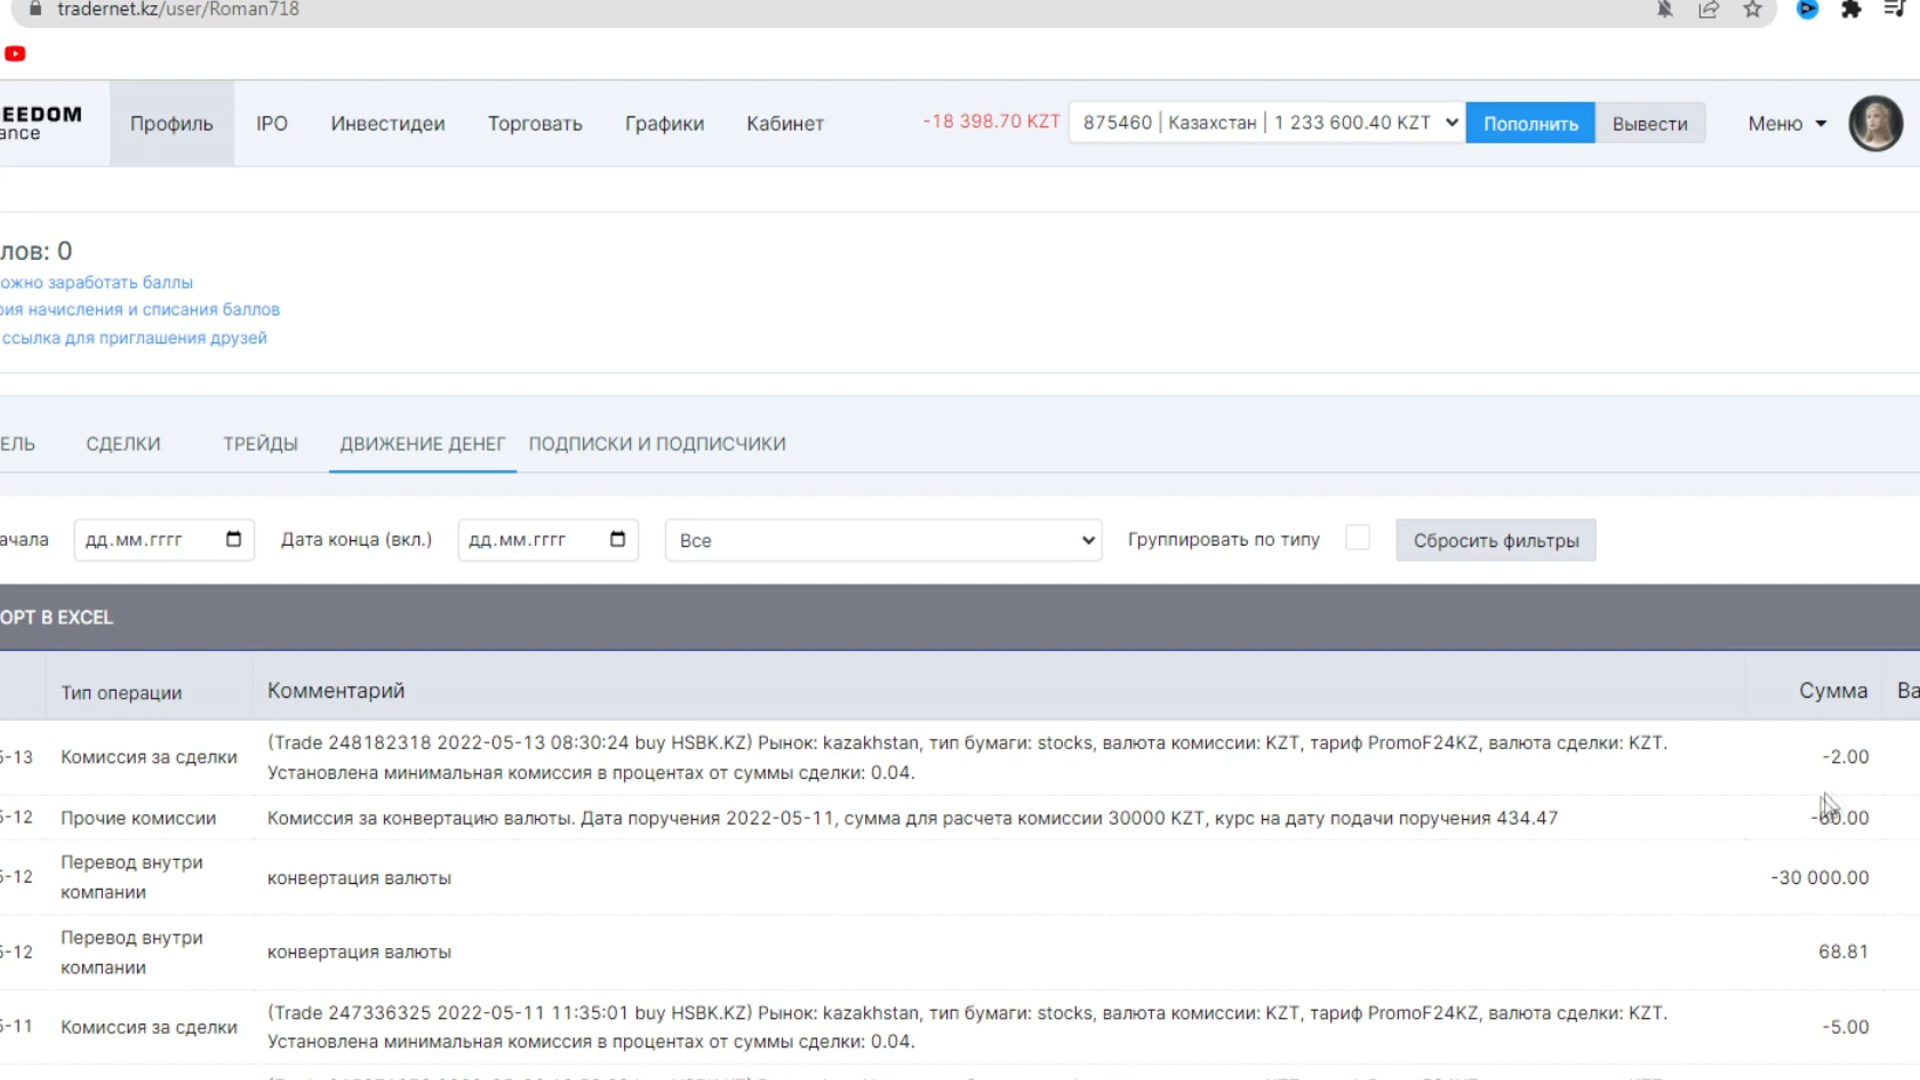 tradernet.kz/user/Roman718
EEDOM
ance
Профиль IPO Инвестидеи Торговать Графики Кабинет -18 398.70 KZT 875460 | Казахстан | 1 233 600.40 KZT Пополнить Вывести Меню
лов: 0
ожно заработать баллы
рия начисления и списания баллов
ссылка для приглашения друзей
ЕЛЬ СДЕЛКИ ТРЕЙДЫ ДВИЖЕНИЕ ДЕНЕГ ПОДПИСКИ И ПОДПИСЧИКИ
ачала дд.мм.гггг Дата конца (вкл.) дд.мм.гггг Все Группировать по типу Сбросить фильтры
ОРТ В EXCEL
Тип операции Комментарий Сумма Ва
5-13 Комиссия за сделки (Trade 248182318 2022-05-13 08:30:24 buy HSBK.KZ) Рынок: kazakhstan, тип бумаги: stocks, валюта комиссии: KZT, тариф PromoF24KZ, валюта сделки: KZT.
Установлена минимальная комиссия в процентах от суммы сделки: 0.04. -2.00
5-12 Прочие комиссии Комиссия за конвертацию валюты. Дата поручения 2022-05-11, сумма для расчета комиссии 30000 KZT, курс на дату подачи поручения 434.47 -60.00
5-12 Перевод внутри
компании конвертация валюты -30 000.00
5-12 Перевод внутри
компании конвертация валюты 68.81
5-11 Комиссия за сделки (Trade 247336325 2022-05-11 11:35:01 buy HSBK.KZ) Рынок: kazakhstan, тип бумаги: stocks, валюта комиссии: KZT, тариф PromoF24KZ, валюта сделки: KZT.
Установлена минимальная комиссия в процентах от суммы сделки: 0.04. -5.00